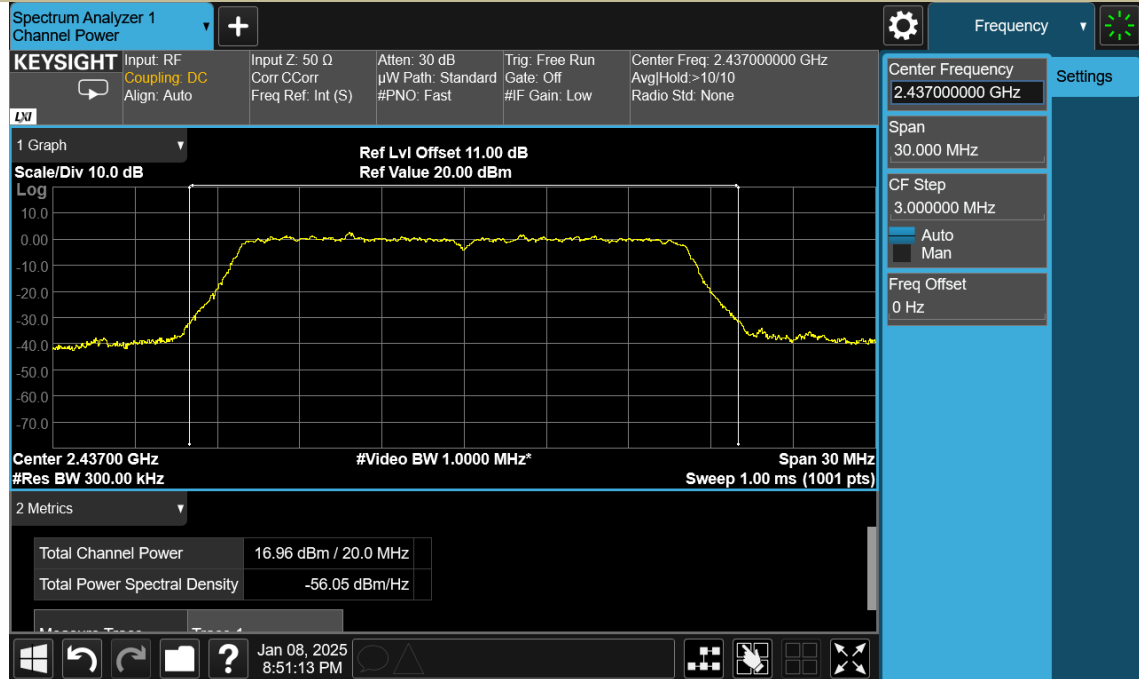 Spectrum Analyzer 1
Channel Power
+
Frequency
KEYSIGHT
Input: RF
Coupling: DC
Align: Auto
Input Z: 50 Ω
Corr CCorr
Freq Ref: Int (S)
Atten: 30 dB
µW Path: Standard
#PNO: Fast
Trig: Free Run
Gate: Off
#IF Gain: Low
Center Freq: 2.437000000 GHz
Avg|Hold:>10/10
Radio Std: None
LXI
Center Frequency
2.437000000 GHz
Settings
Span
30.000 MHz
CF Step
3.000000 MHz
Auto
Man
Freq Offset
0 Hz
1 Graph
Scale/Div 10.0 dB
Ref Lvl Offset 11.00 dB
Ref Value 20.00 dBm
Log
10.0
0.00
-10.0
-20.0
-30.0
-40.0
-50.0
-60.0
-70.0
Center 2.43700 GHz
#Video BW 1.0000 MHz*
Span 30 MHz
#Res BW 300.00 kHz
Sweep 1.00 ms (1001 pts)
2 Metrics
Total Channel Power 16.96 dBm / 20.0 MHz
Total Power Spectral Density -56.05 dBm/Hz
?
Jan 08, 2025
8:51:13 PM